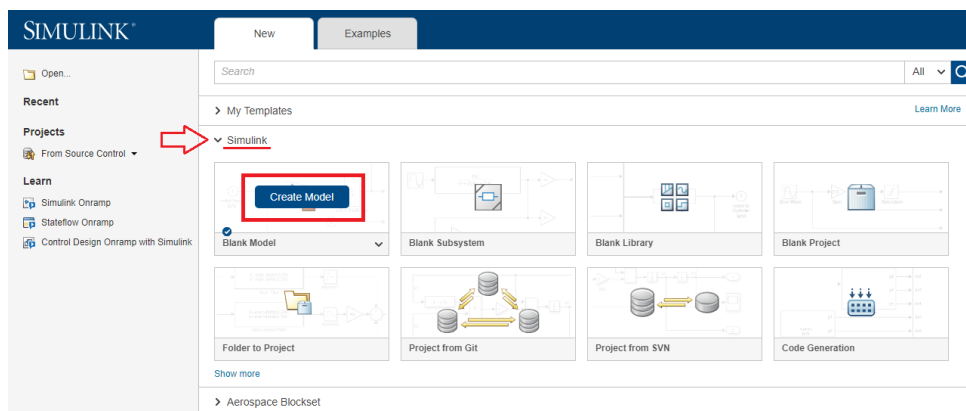 SIMULINK®
New
Examples
Open...
Recent
Projects
From Source Control
Learn
Simulink Onramp
Stateflow Onramp
Control Design Onramp with Simulink
Search
All
My Templates
Learn More
Simulink
Create Model
Blank Model
Blank Subsystem
Blank Library
Blank Project
Folder to Project
Project from Git
Project from SVN
Code Generation
Show more
Aerospace Blockset